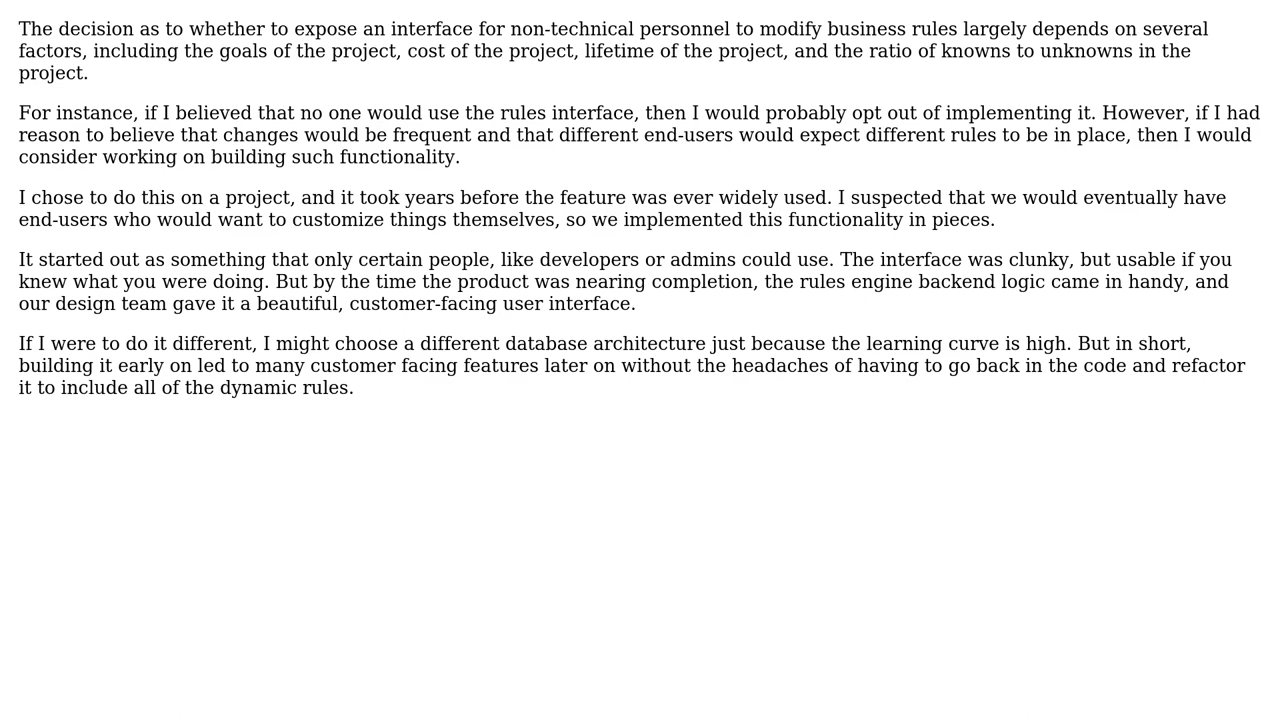 The decision as to whether to expose an interface for non-technical personnel to modify business rules largely depends on several
factors, including the goals of the project, cost of the project, lifetime of the project, and the ratio of knowns to unknowns in the
project.
For instance, if I believed that no one would use the rules interface, then I would probably opt out of implementing it. However, if I had
reason to believe that changes would be frequent and that different end-users would expect different rules to be in place, then I would
consider working on building such functionality.
I chose to do this on a project, and it took years before the feature was ever widely used. I suspected that we would eventually have
end-users who would want to customize things themselves, so we implemented this functionality in pieces.
It started out as something that only certain people, like developers or admins could use. The interface was clunky, but usable if you
knew what you were doing. But by the time the product was nearing completion, the rules engine backend logic came in handy, and
our design team gave it a beautiful, customer-facing user interface.
If I were to do it different, I might choose a different database architecture just because the learning curve is high. But in short,
building it early on led to many customer facing features later on without the headaches of having to go back in the code and refactor
it to include all of the dynamic rules.